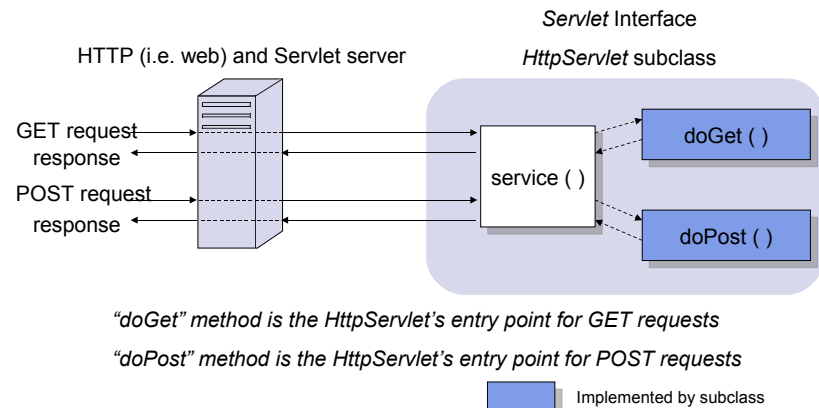 Servlet Interface
HTTP (i.e. web) and Servlet server
HttpServlet subclass
GET request
response
POST request
response
service ( )
doGet ( )
doPost ( )
“doGet” method is the HttpServlet’s entry point for GET requests
“doPost” method is the HttpServlet’s entry point for POST requests
Implemented by subclass